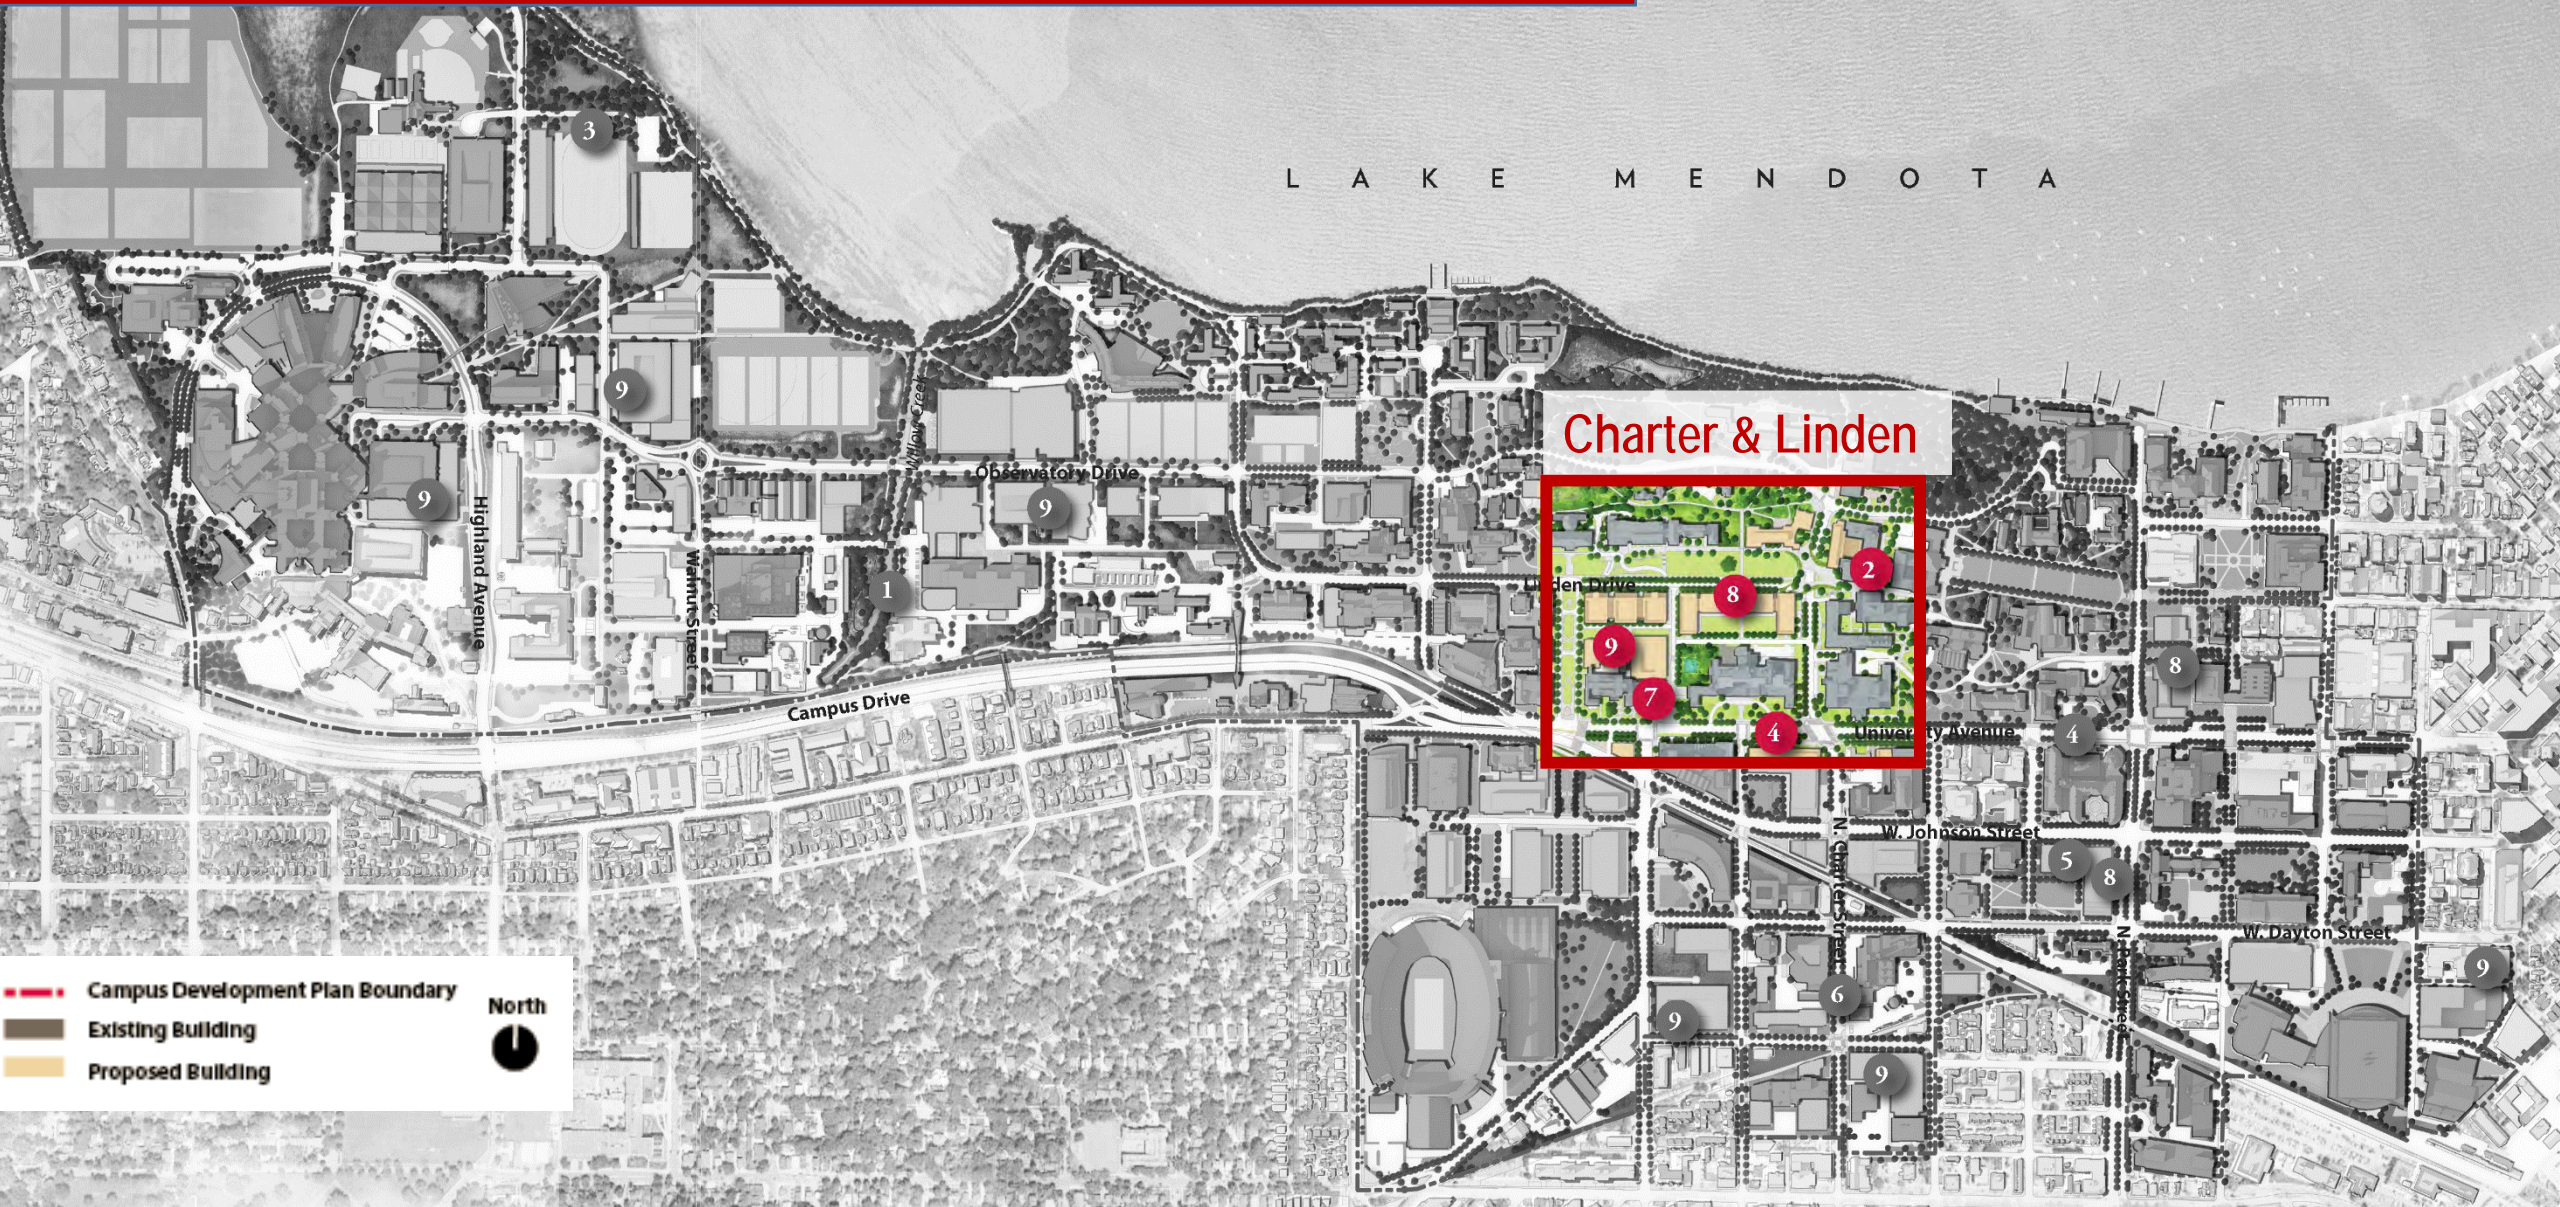 3
LAKE MENDOTA
9
Charter & Linden
Willow Creek
Observatory Drive
9
9
Highland Avenue
Walnut Street
1
Linden Drive
2
8
9
7
4
University Avenue
4
8
Campus Drive
N. Charter Street
W. Johnson Street
5
8
W. Dayton Street
N. Park Street
9
6
9
9
Campus Development Plan Boundary
Existing Building
Proposed Building
North